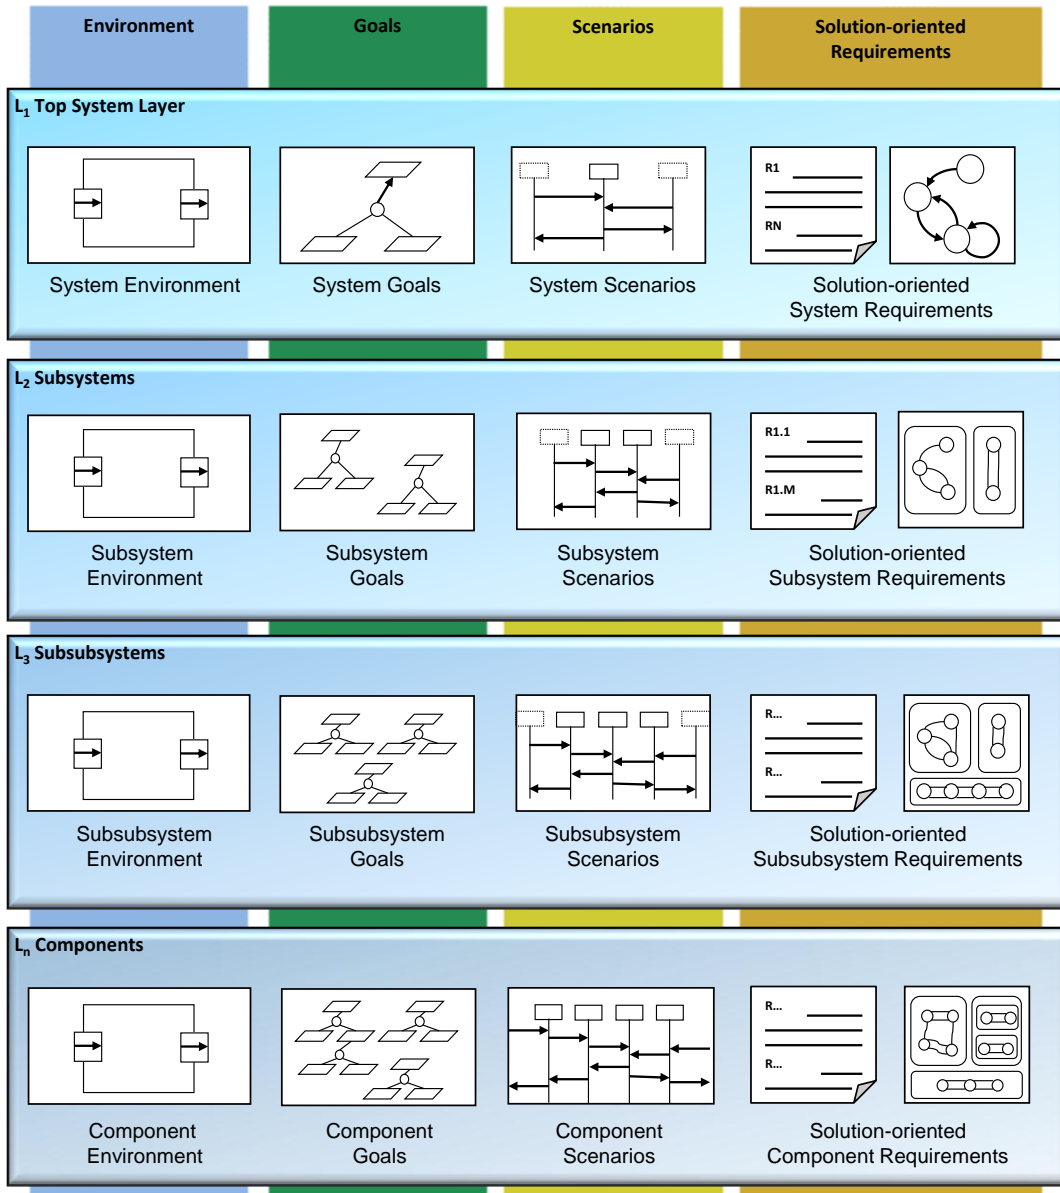 Environment
Goals
Scenarios
Solution-oriented
Requirements
L1 Top System Layer
R1
RN
System Environment
System Goals
System Scenarios
Solution-oriented
System Requirements
L2 Subsystems
R1.1
R1.M
Subsystem
Environment
Subsystem
Goals
Subsystem
Scenarios
Solution-oriented
Subsystem Requirements
L3 Subsubsystems
R...
R...
Subsubsystem
Environment
Subsubsystem
Goals
Subsubsystem
Scenarios
Solution-oriented
Subsubsystem Requirements
Ln Components
R...
R...
Component
Environment
Component
Goals
Component
Scenarios
Solution-oriented
Component Requirements